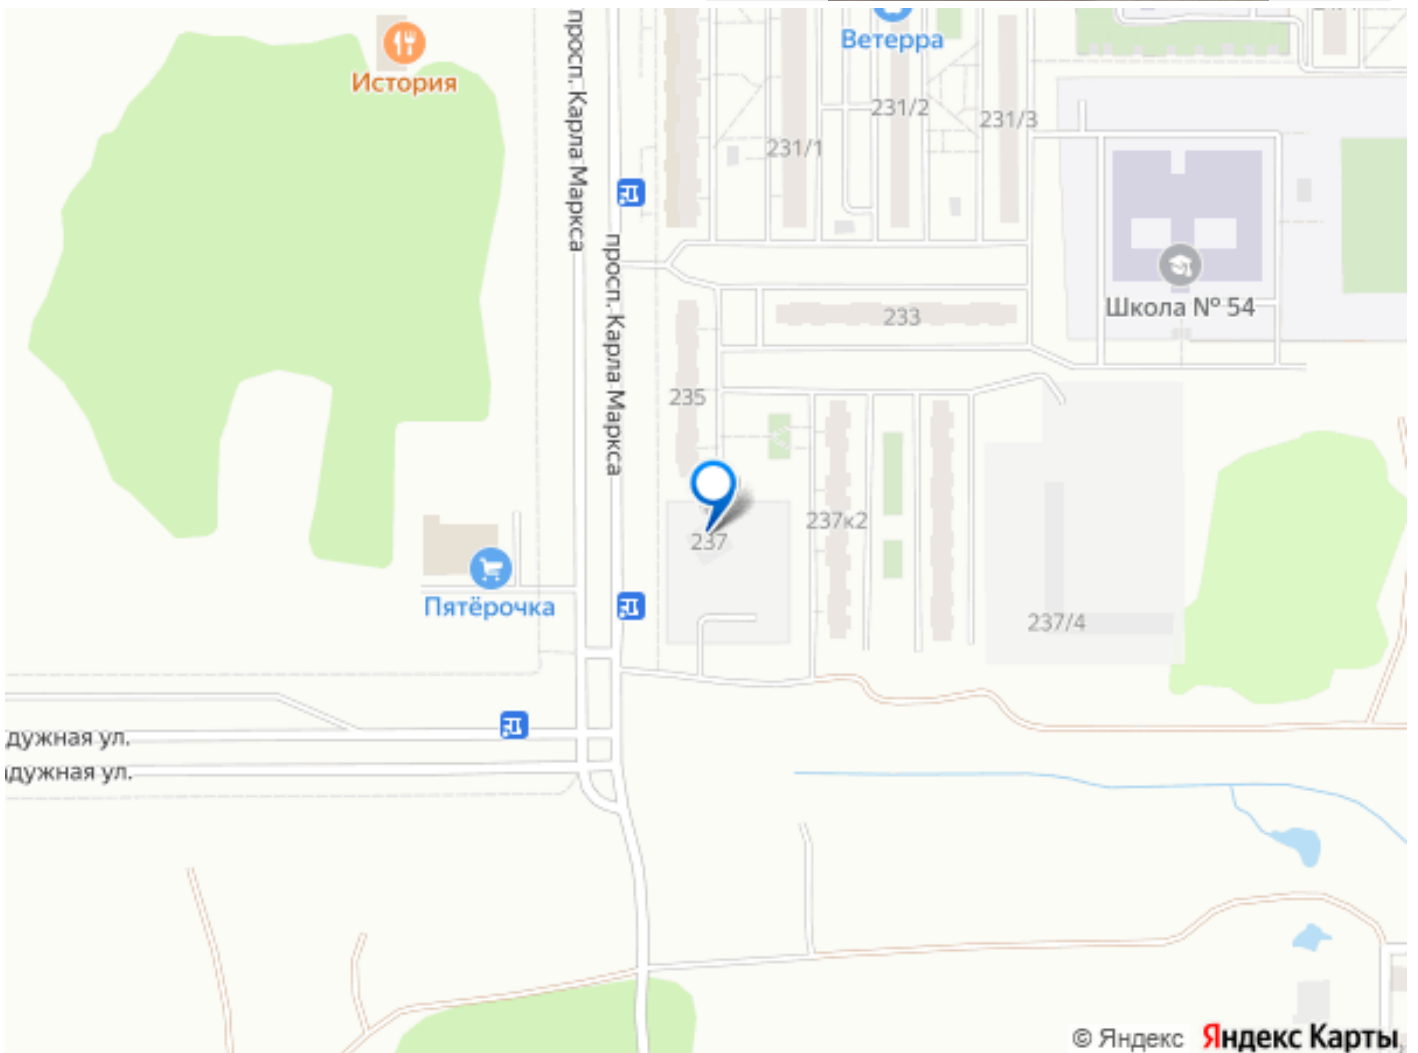 История
Ветерра
просп. Карла Маркса
231/1
231/2
231/3
просп. Карла Маркса
Школа № 54
233
235
237
237к2
Пятёрочка
237/4
дужная ул.
дужная ул.
© Яндекс Яндекс Карты